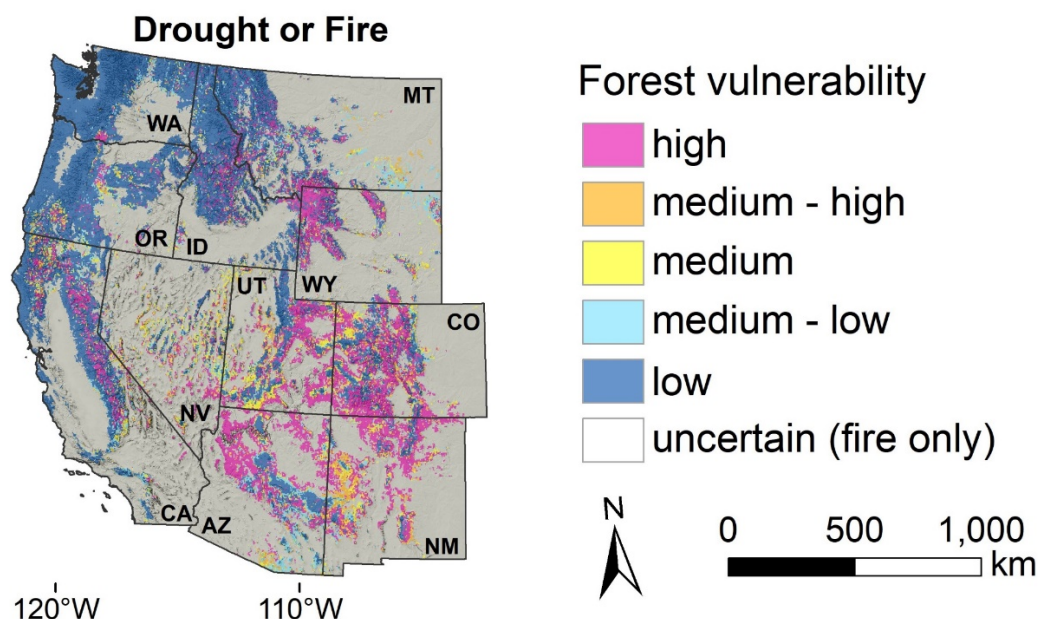 Drought or Fire
MT
WA
OR
ID
UT
WY
CO
NV
CA
AZ
NM
120°W
110°W
Forest vulnerability
high
medium - high
medium
medium - low
low
uncertain (fire only)
N
0 500 1,000
km